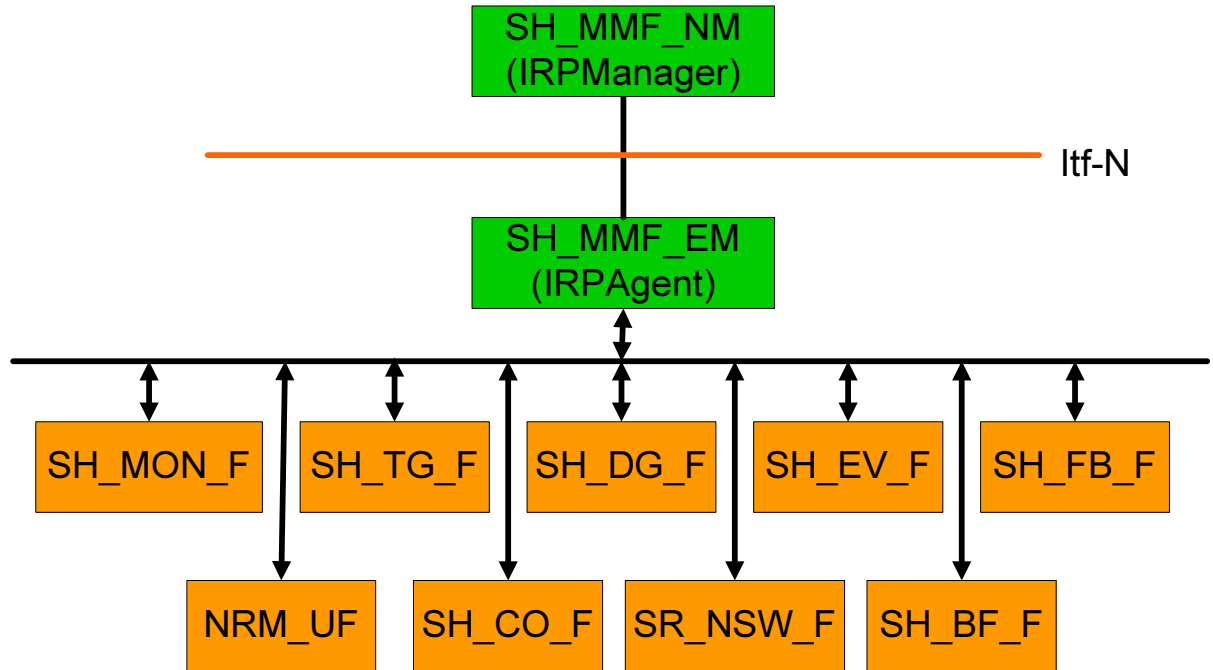 SH_MMF_NM
(IRPManager)
Itf-N
SH_MMF_EM
(IRPAgent)
SH_MON_F
SH_TG_F
SH_DG_F
SH_EV_F
SH_FB_F
NRM_UF
SH_CO_F
SR_NSW_F
SH_BF_F